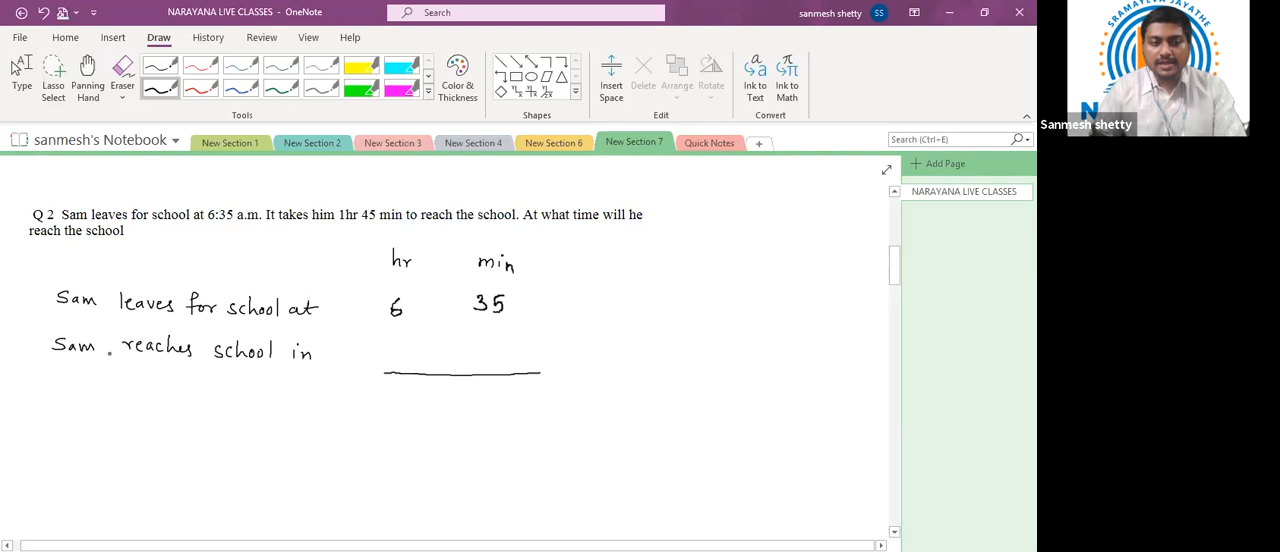 NARAYANA LIVE CLASSES - OneNote
Search
sanmesh shetty
SS
File Home Insert Draw History Review View Help
Type
Lasso Select
Panning Hand
Eraser
Color & Thickness
Insert Space
Delete
Arrange
Rotate
Ink to Text
Ink to Math
Tools
Shapes
Edit
Convert
sanmesh's Notebook
New Section 1
New Section 2
New Section 3
New Section 4
New Section 6
New Section 7
Quick Notes
Search (Ctrl+E)
Add Page
NARAYANA LIVE CLASSES
SRAMAYEVA JAYATHE
N
Sanmesh shetty
Q 2 Sam leaves for school at 6:35 a.m. It takes him 1hr 45 min to reach the school. At what time will he
reach the school
hr min
Sam leaves for school at 6 35
Sam reaches school in